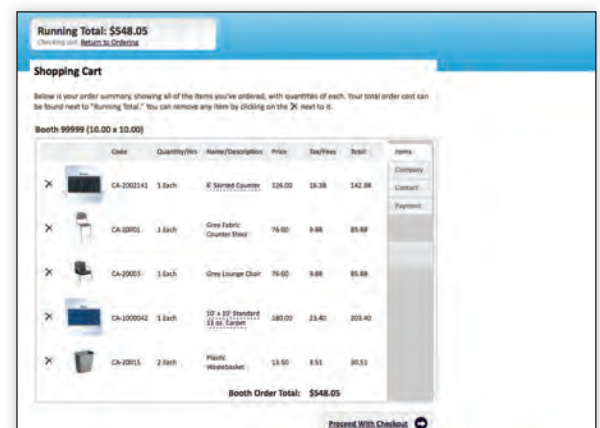 Running Total: $548.05
Checking out. Return to Ordering
Shopping Cart
Below is your order summary, showing all of the items you've ordered, with quantities of each. Your total order cost can
be found next to "Running Total." You can remove any item by clicking on the X next to it.
Booth 99999 (10.00 x 10.00)
Code Quantity/Hrs Name/Description Price Tax/Fees Total
Items
Company
Contact
Payment
CA-2002141 1 Each 6' Skirted Counter 126.00 16.38 142.38
CA-20001 1 Each Grey Fabric
Counter Stool 76.00 9.88 85.88
CA-20003 1 Each Grey Lounge Chair 76.00 9.88 85.88
CA-1000042 1 Each 10' x 10' Standard
13 oz. Carpet 180.00 23.40 203.40
CA-20015 2 Each Plastic
Wastebasket 13.50 3.51 30.51
Booth Order Total: $548.05
Proceed With Checkout